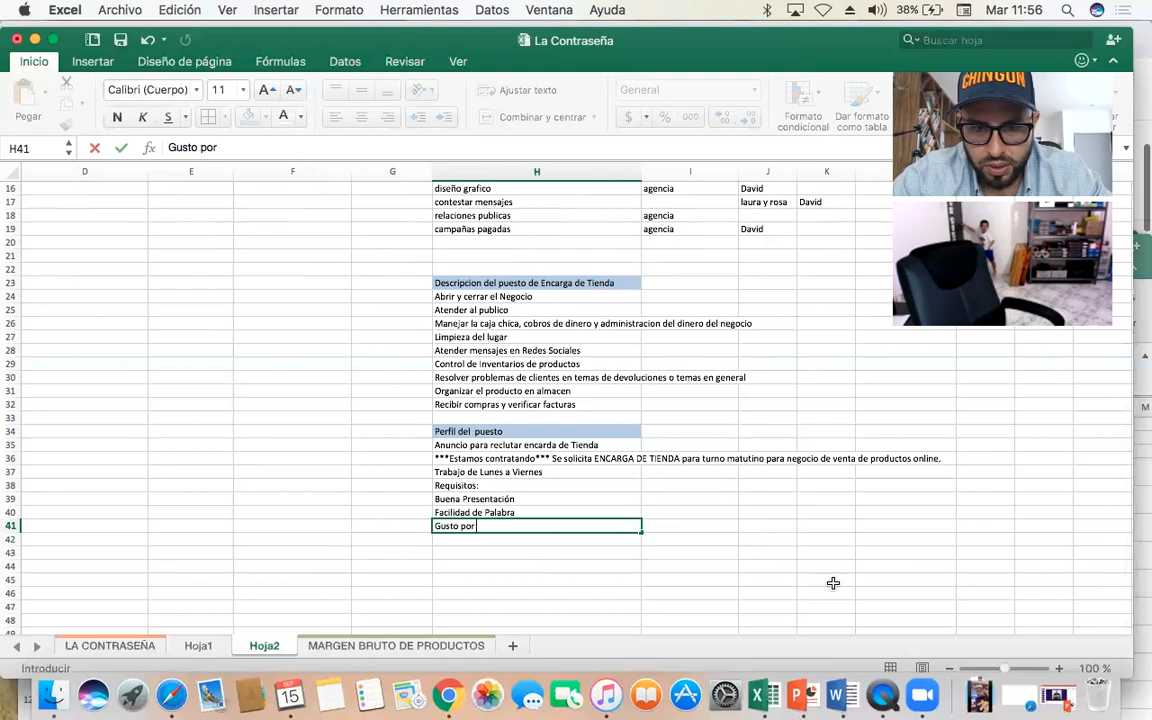 Excel Archivo Edición Ver Insertar Formato Herramientas Datos Ventana Ayuda 38% Mar 11:56
La Contraseña Buscar hoja
Inicio Insertar Diseño de página Fórmulas Datos Revisar Ver
Pegar Calibri (Cuerpo) 11 A A Ajustar texto General Formato condicional Dar formato como tabla
N K S A Combinar y centrar $ % 000
CHINGON
H41 fx Gusto por
D E F G H I J K
16 diseño grafico agencia David
17 contestar mensajes laura y rosa David
18 relaciones publicas agencia
19 campañas pagadas agencia David
20
21
22
23 Descripcion del puesto de Encarga de Tienda
24 Abrir y cerrar el Negocio
25 Atender al publico
26 Manejar la caja chica, cobros de dinero y administracion del dinero del negocio
27 Limpieza del lugar
28 Atender mensajes en Redes Sociales
29 Control de Inventarios de productos
30 Resolver problemas de clientes en temas de devoluciones o temas en general
31 Organizar el producto en almacen
32 Recibir compras y verificar facturas
33
34 Perfil del puesto
35 Anuncio para reclutar encarda de Tienda
36 ***Estamos contratando*** Se solicita ENCARGA DE TIENDA para turno matutino para negocio de venta de productos online.
37 Trabajo de Lunes a Viernes
38 Requisitos:
39 Buena Presentación
40 Facilidad de Palabra
41 Gusto por
42
43
44
45
46
47
48
49
M
LA CONTRASEÑA Hoja1 Hoja2 MARGEN BRUTO DE PRODUCTOS +
Introducir 100 %
12
SEP
15